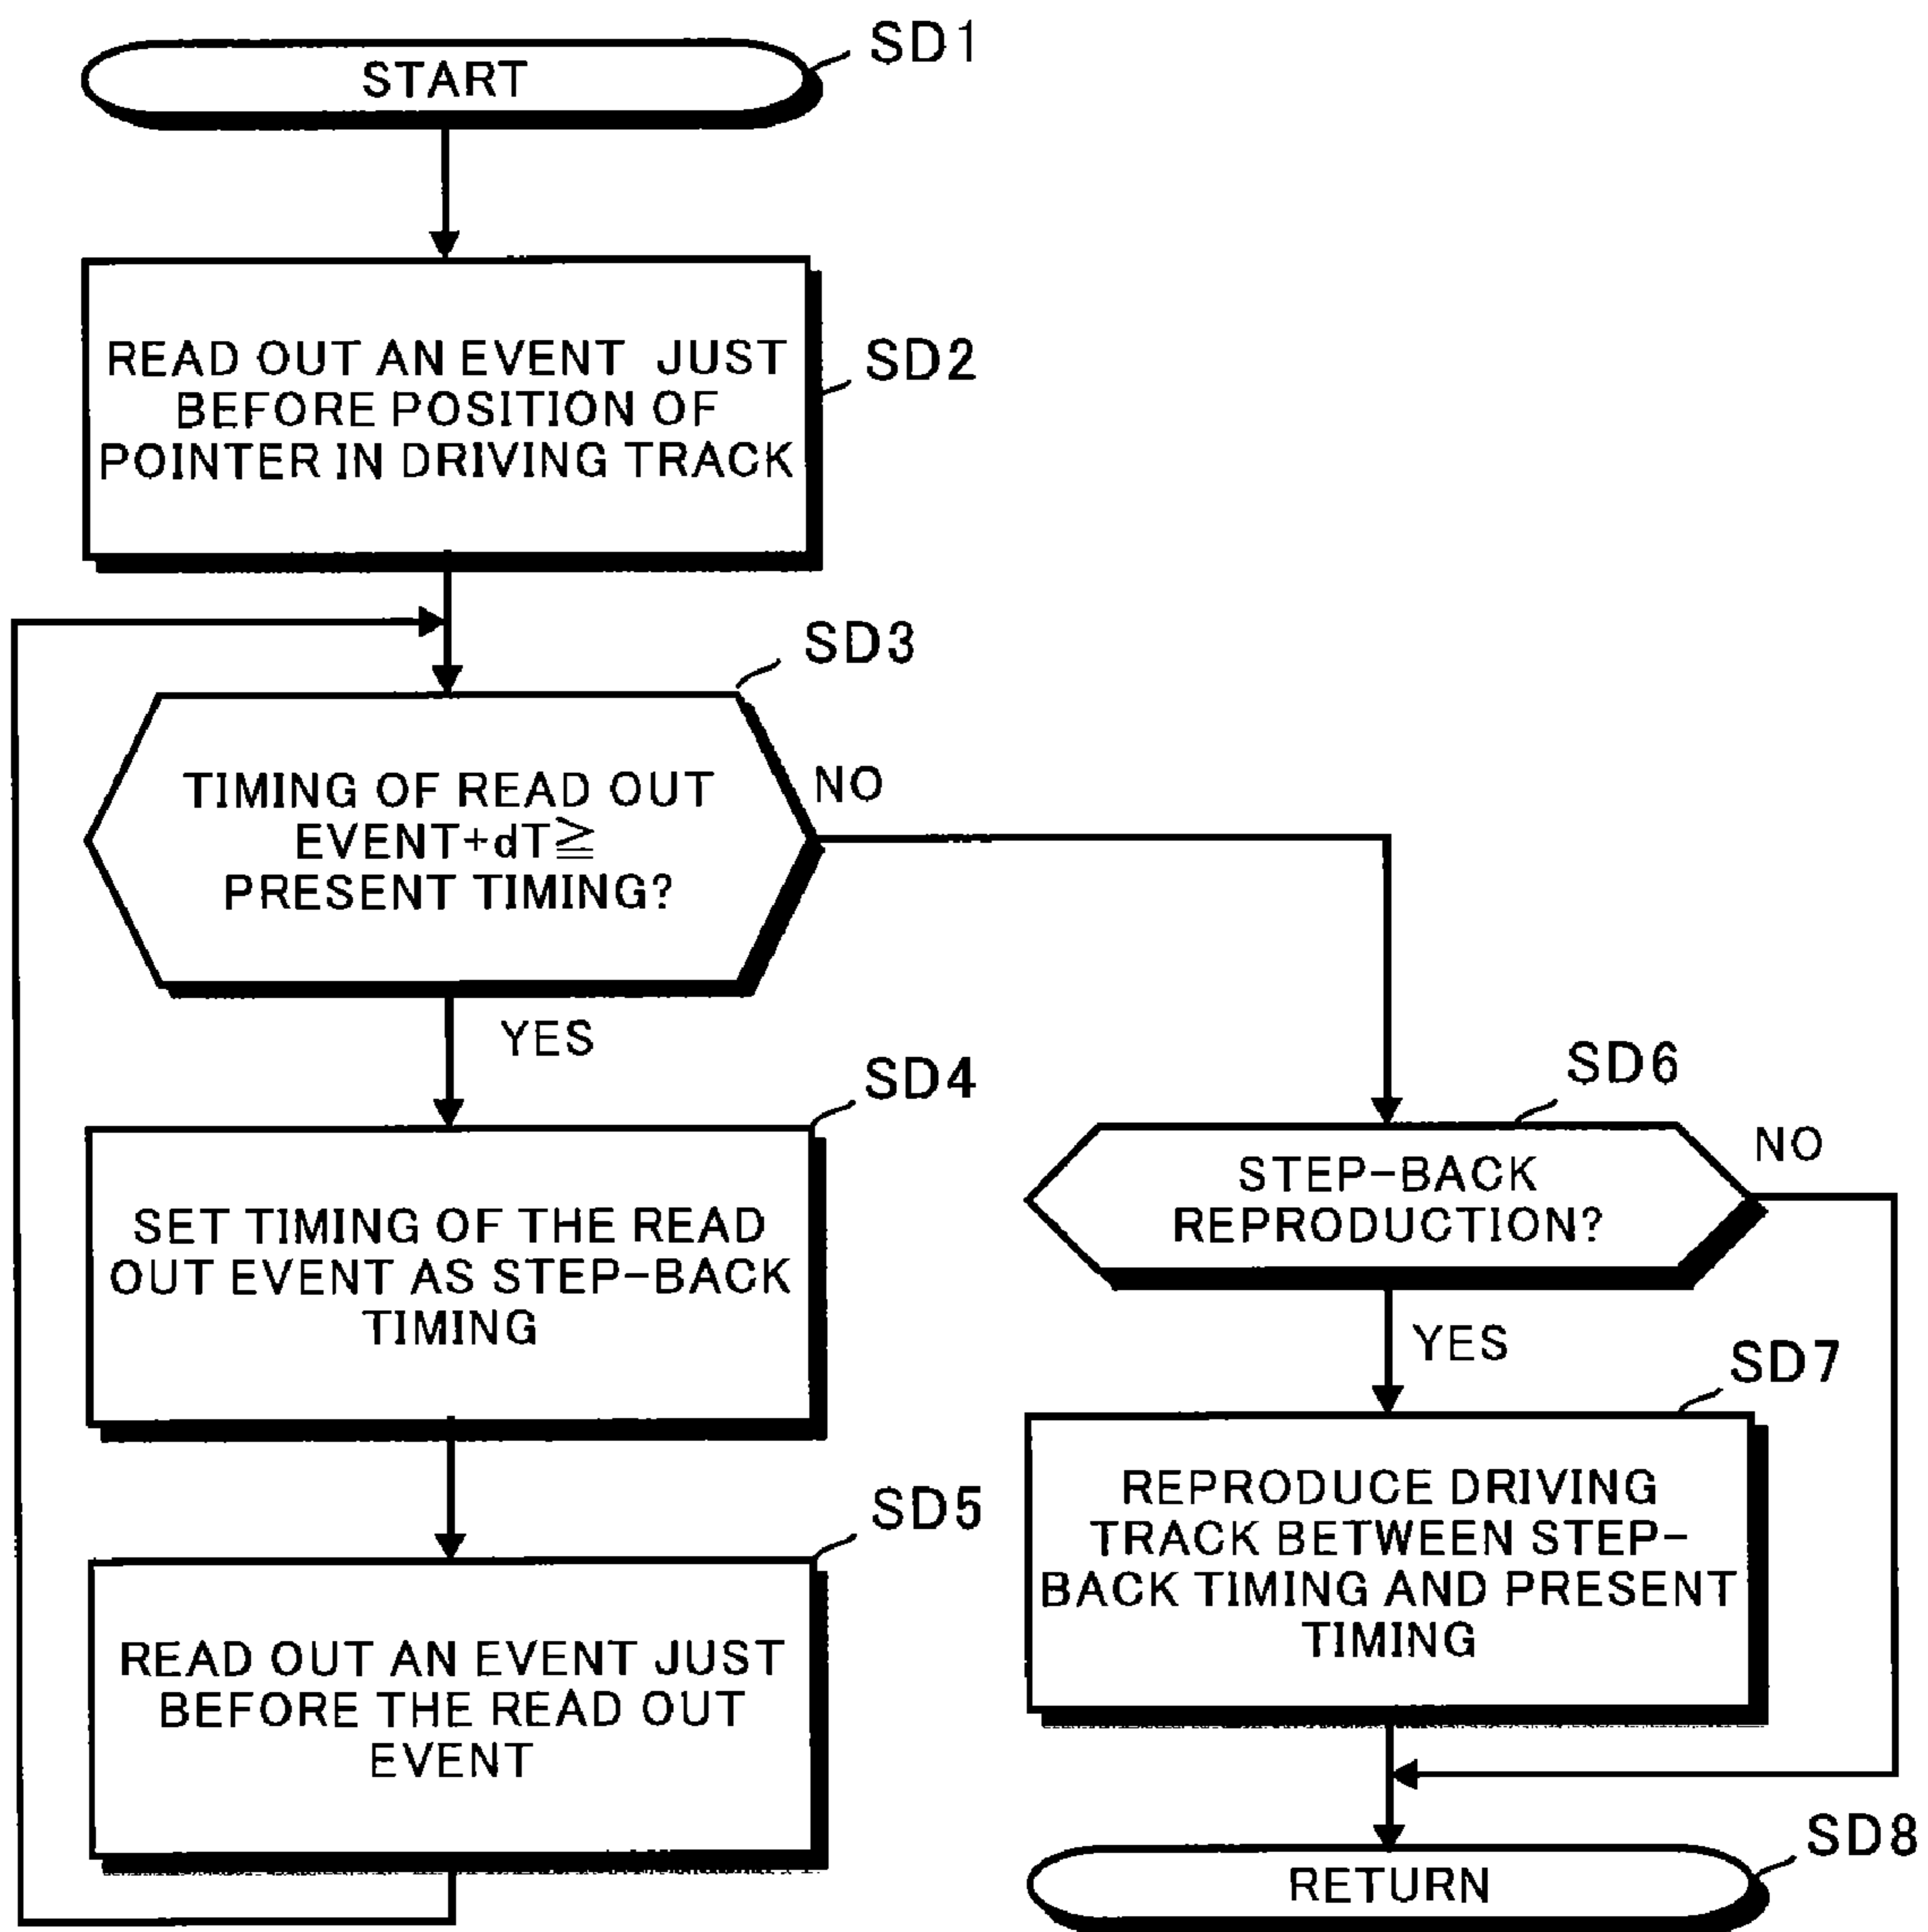 START
SD1
READ OUT AN EVENT JUST
BEFORE POSITION OF
POINTER IN DRIVING TRACK
SD2
SD3
TIMING OF READ OUT
EVENT+dT≧
PRESENT TIMING?
NO
YES
SD4
SET TIMING OF THE READ
OUT EVENT AS STEP-BACK
TIMING
SD5
READ OUT AN EVENT JUST
BEFORE THE READ OUT
EVENT
SD6
STEP-BACK
REPRODUCTION?
NO
YES
SD7
REPRODUCE DRIVING
TRACK BETWEEN STEP-
BACK TIMING AND PRESENT
TIMING
SD8
RETURN